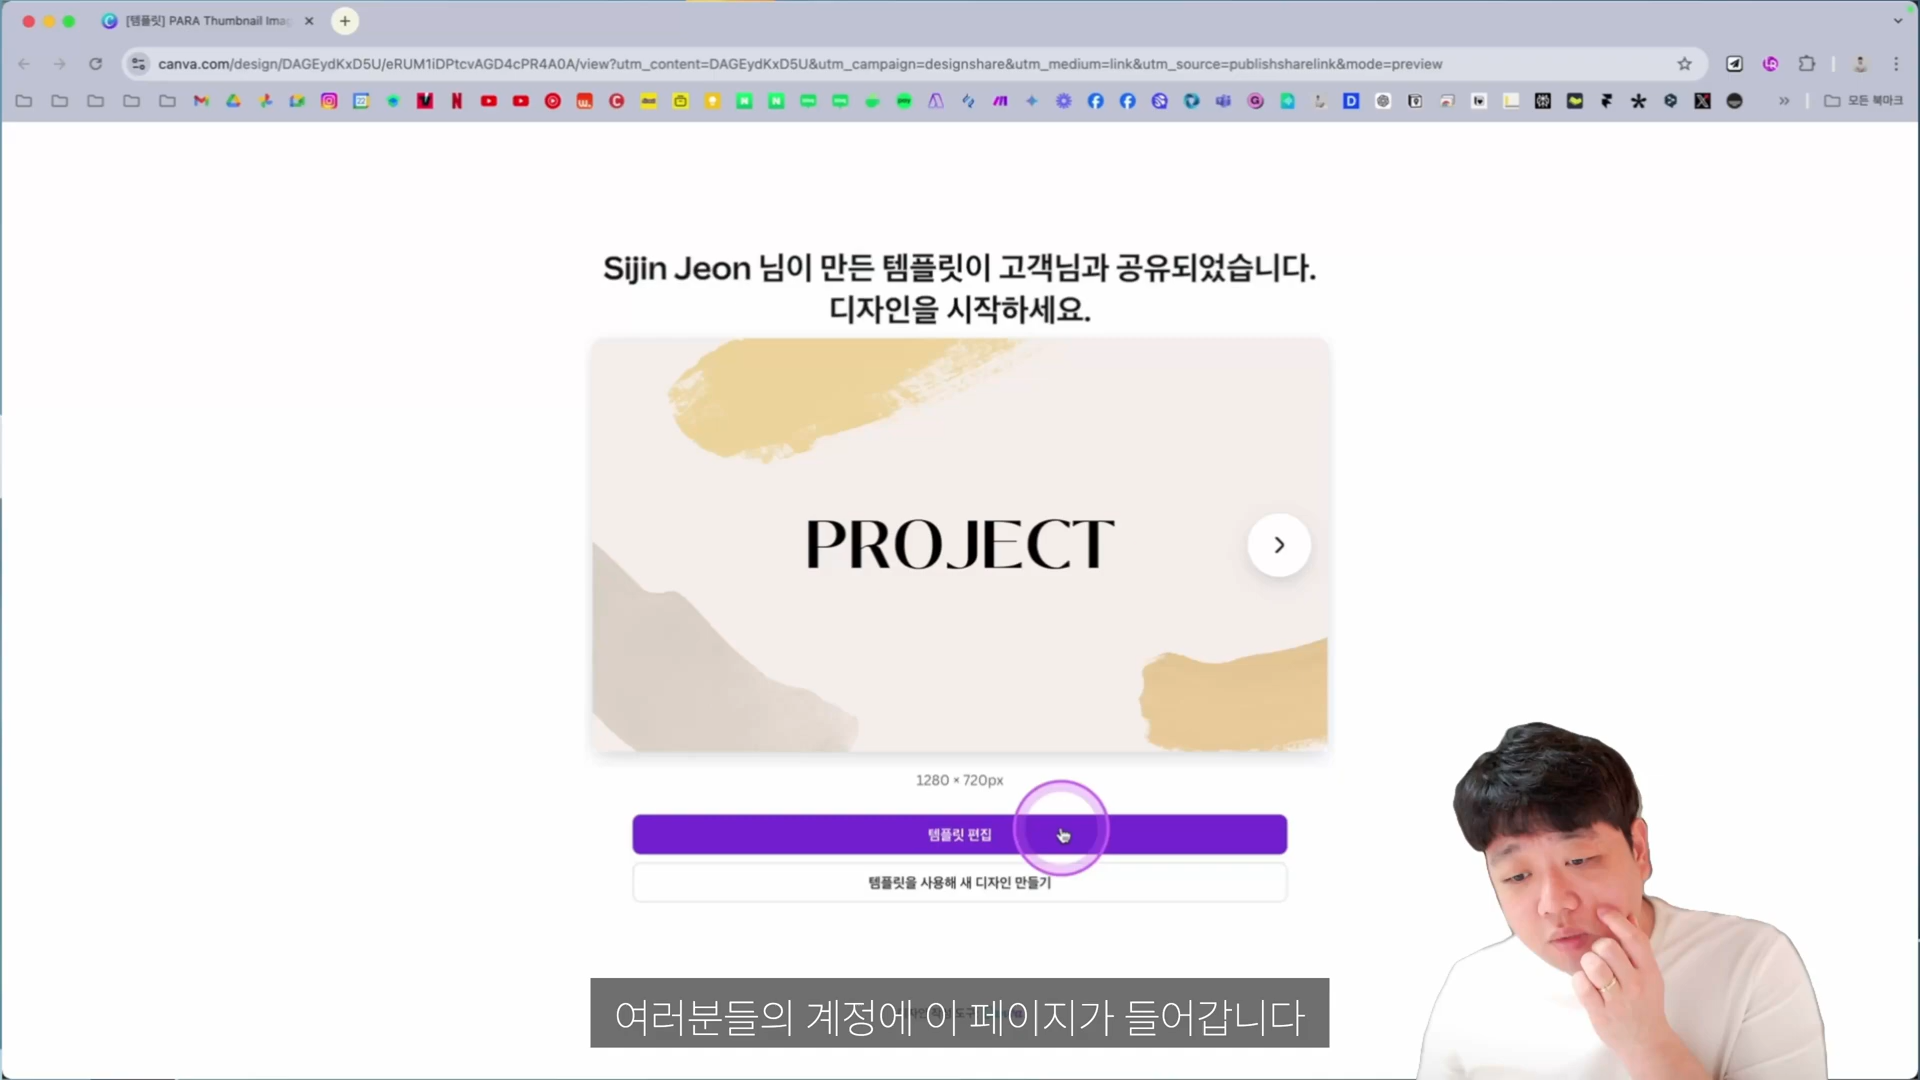 [템플릿] PARA Thumbnail Ima
canva.com/design/DAGEydKxD5U/eRUM1iDPtcvAGD4cPR4A0A/view?utm_content=DAGEydKxD5U&utm_campaign=designshare&utm_medium=link&utm_source=publishsharelink&mode=preview
모든 북마크
Sijin Jeon 님이 만든 템플릿이 고객님과 공유되었습니다.
디자인을 시작하세요.
PROJECT
1280 × 720px
템플릿 편집
템플릿을 사용해 새 디자인 만들기
여러분들의 계정에 이 페이지가 들어갑니다